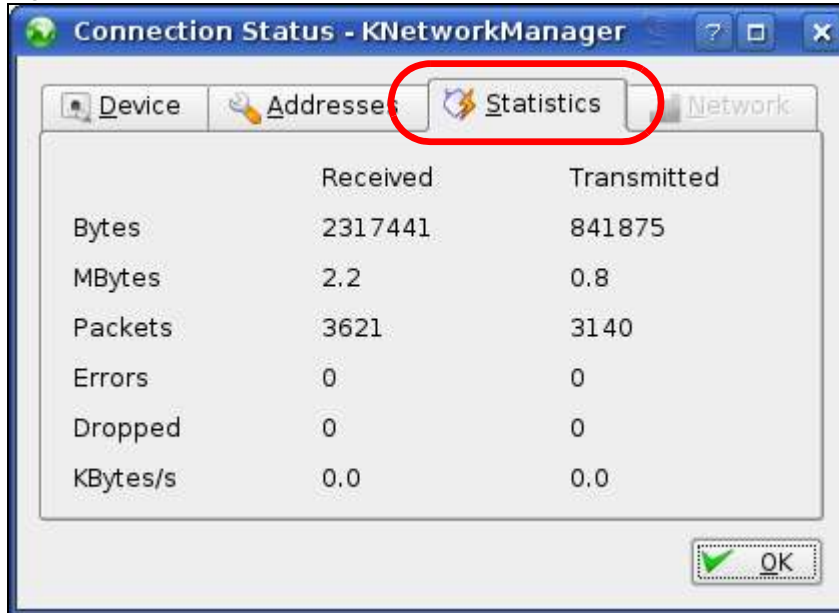 Connection Status - KNetworkManager
Device Addresses Statistics Network
Received Transmitted
Bytes 2317441 841875
MBytes 2.2 0.8
Packets 3621 3140
Errors 0 0
Dropped 0 0
KBytes/s 0.0 0.0
OK